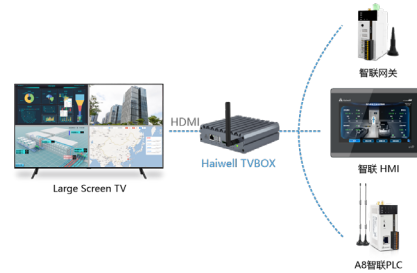 智联网关
HDMI
Haiwell TVBOX
智联 HMI
Large Screen TV
A8智联PLC